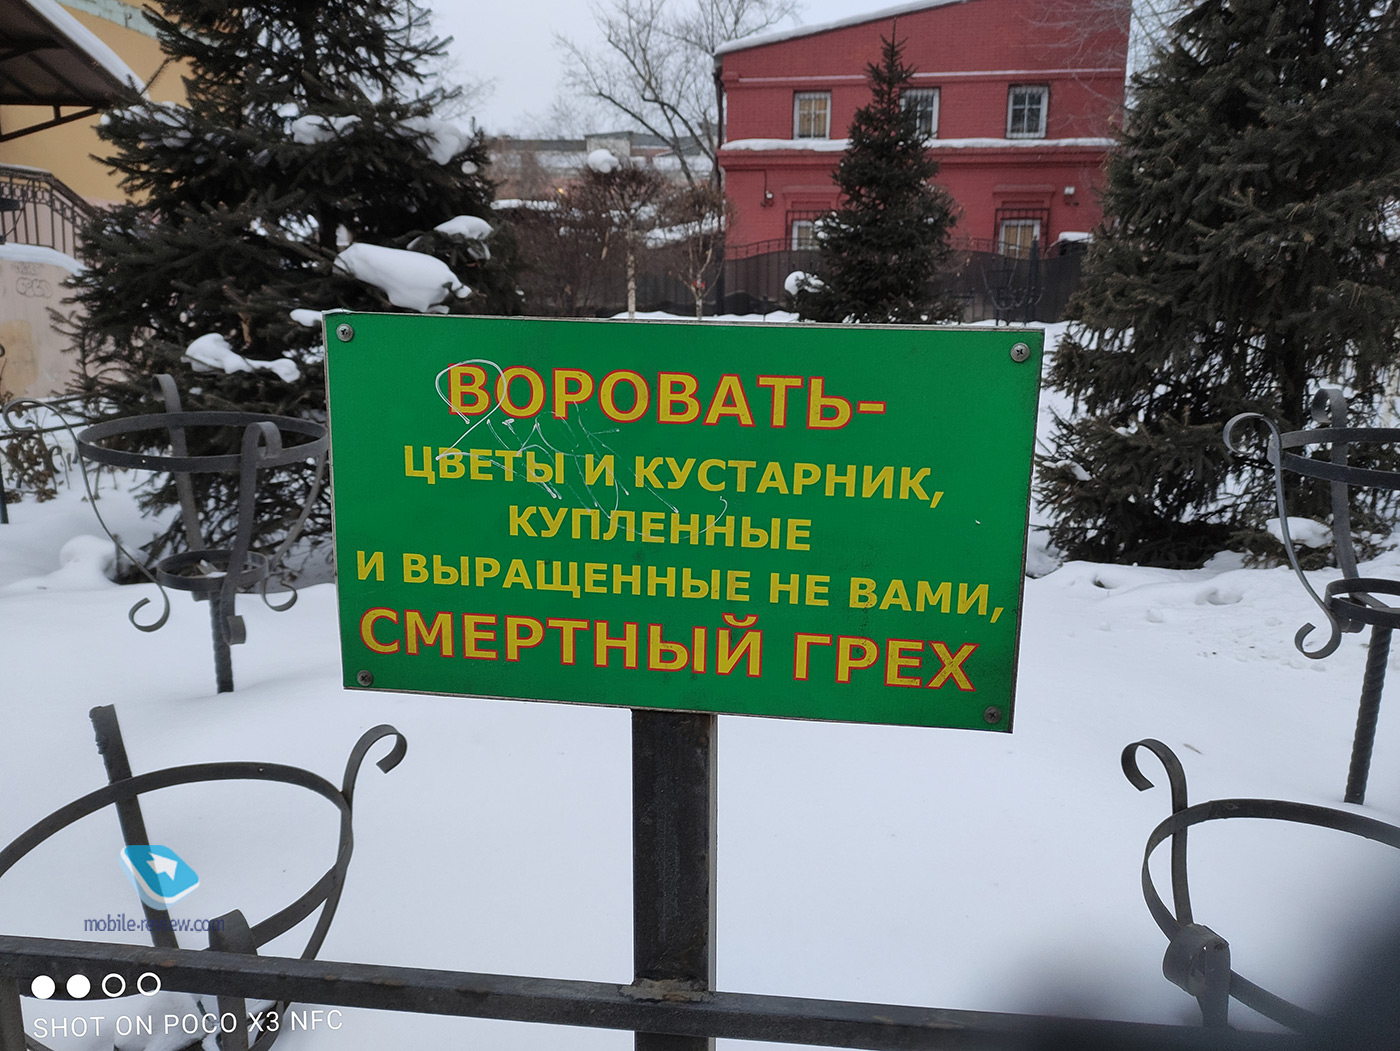 ВОРОВАТЬ-
ЦВЕТЫ И КУСТАРНИК,
КУПЛЕННЫЕ
И ВЫРАЩЕННЫЕ НЕ ВАМИ,
СМЕРТНЫЙ ГРЕХ
mobile-review.com
SHOT ON POCO X3 NFC